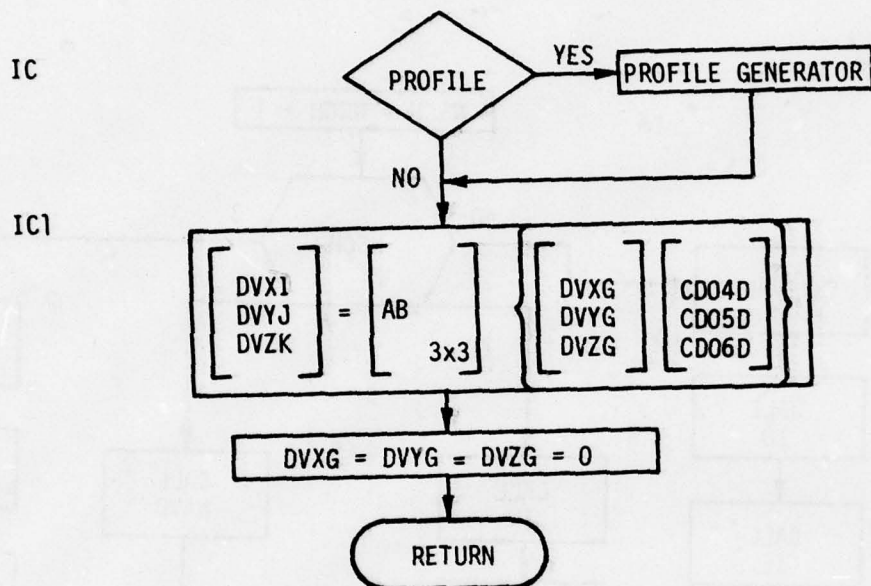 IC
PROFILE
YES
PROFILE GENERATOR
NO
IC1
DVXI
DVYJ
DVZK
=
AB
3x3
DVXG
DVYG
DVZG
CD04D
CD05D
CD06D
DVXG = DVYG = DVZG = 0
RETURN